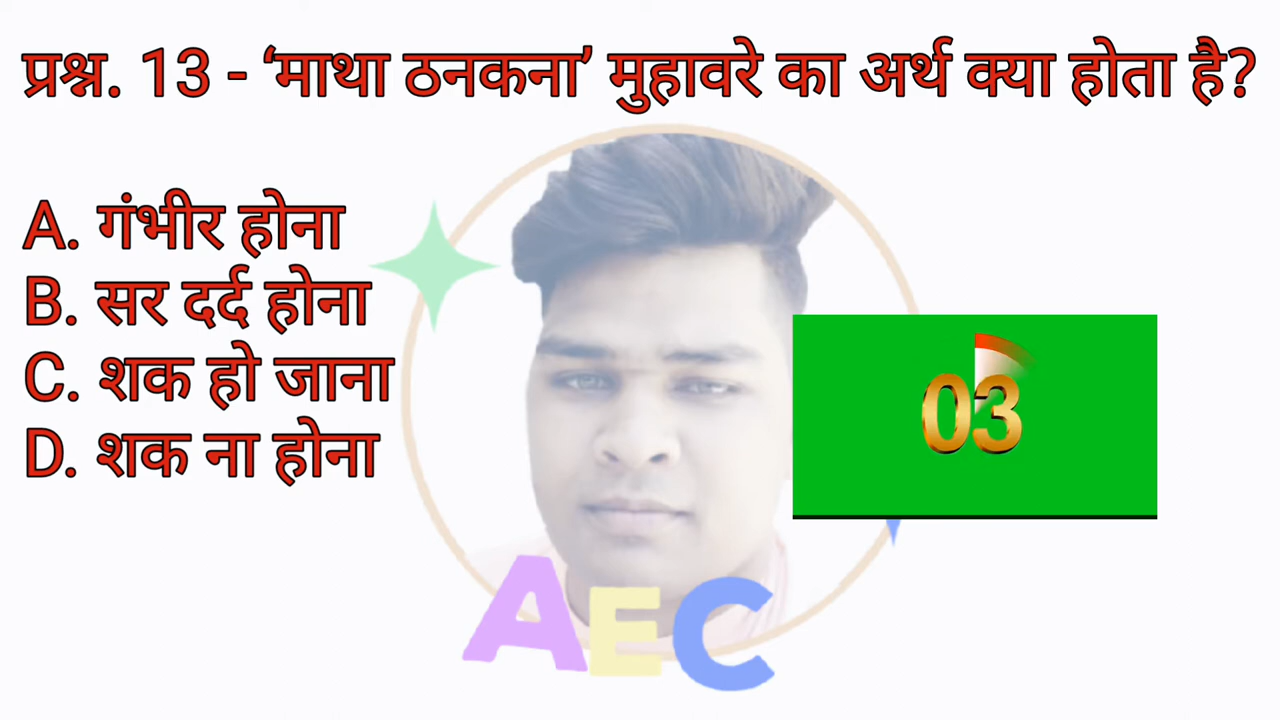 प्रश्न. 13 - ‘माथा ठनकना’ मुहावरे का अर्थ क्या होता है?
A. गंभीर होना
B. सर दर्द होना
C. शक हो जाना
D. शक ना होना
03
AEC